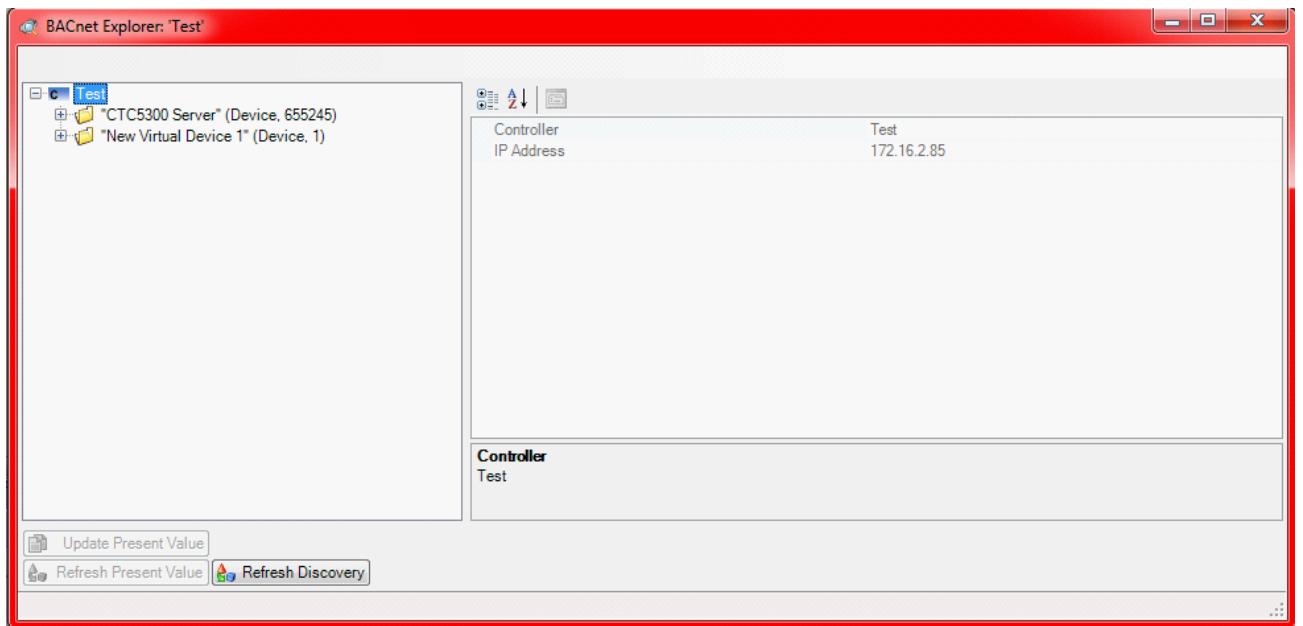 BACnet Explorer: 'Test'
C Test
"CTC5300 Server" (Device, 655245)
"New Virtual Device 1" (Device, 1)
A Z
Controller Test
IP Address 172.16.2.85
Controller
Test
Update Present Value
Refresh Present Value Refresh Discovery